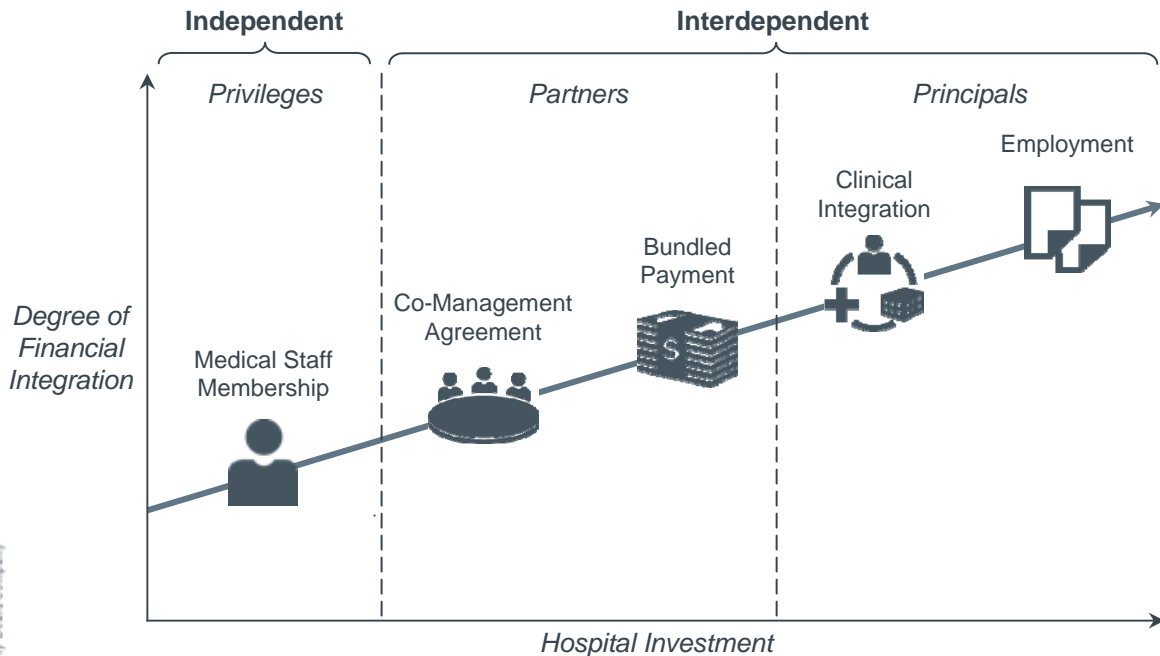 Independent
Interdependent
Privileges
Partners
Principals
Employment
Clinical
Integration
Bundled
Payment
Co-Management
Agreement
Medical Staff
Membership
Degree of
Financial
Integration
$
Hospital Investment
Company